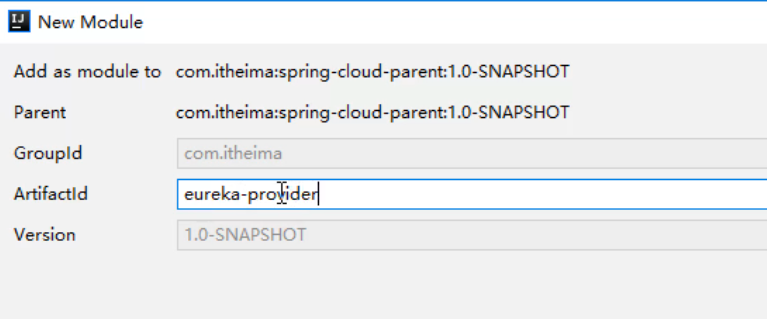 IJ New Module
Add as module to com.itheima:spring-cloud-parent:1.0-SNAPSHOT
Parent com.itheima:spring-cloud-parent:1.0-SNAPSHOT
GroupId com.itheima
ArtifactId eureka-provider
Version 1.0-SNAPSHOT